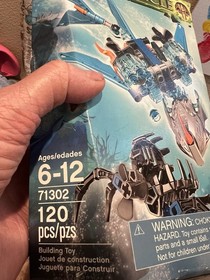 Ages/edades
6-12
71302
120
pcs/pzs
Building Toy
Jouet de construction
Juguete para Construir
WARNING: 
HAZARD. Toy contains
parts and a small ball.
Not for children under